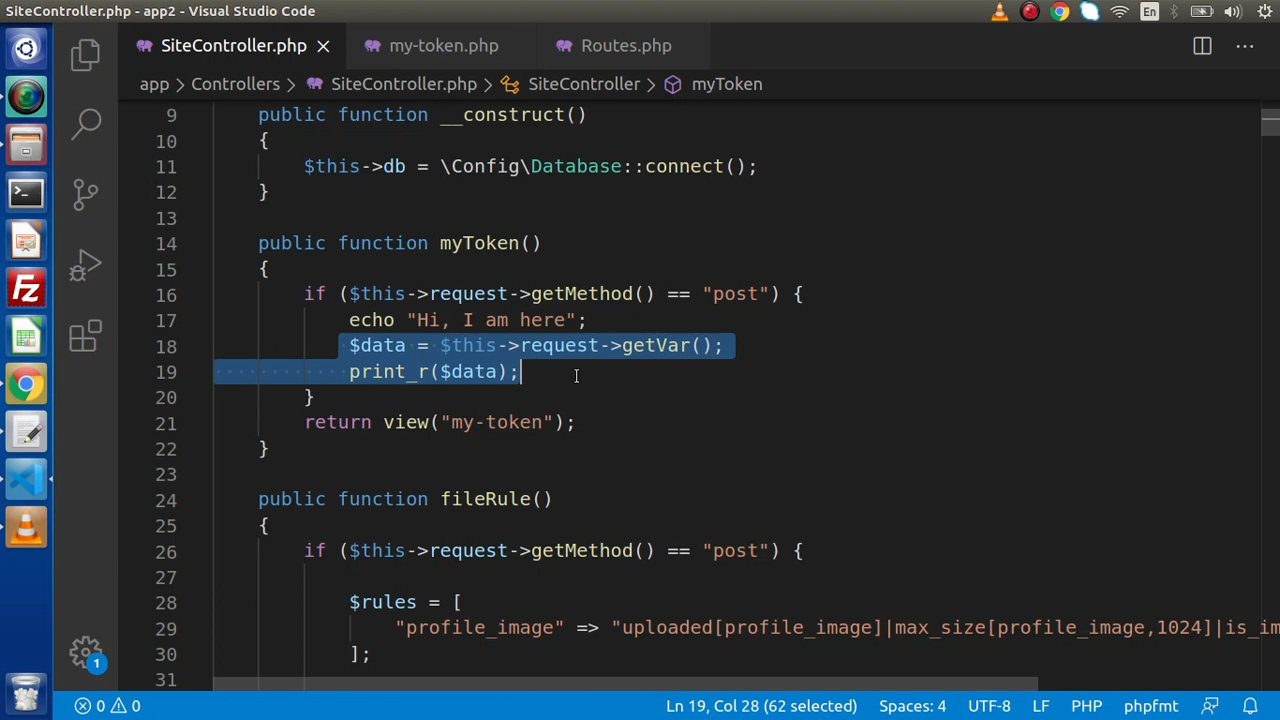 SiteController.php - app2 - Visual Studio Code
En
SiteController.php
my-token.php
Routes.php
app > Controllers > SiteController.php > SiteController > myToken
9 public function __construct()
10 {
11 $this->db = \Config\Database::connect();
12 }
13
14 public function myToken()
15 {
16 if ($this->request->getMethod() == "post") {
17 echo "Hi, I am here";
18 $data = $this->request->getVar();
19 print_r($data);
20 }
21 return view("my-token");
22 }
23
24 public function fileRule()
25 {
26 if ($this->request->getMethod() == "post") {
27
28 $rules = [
29 "profile_image" => "uploaded[profile_image]|max_size[profile_image,1024]|is_im
30 ];
31
1
0 0
Ln 19, Col 28 (62 selected)
Spaces: 4
UTF-8
LF
PHP
phpfmt